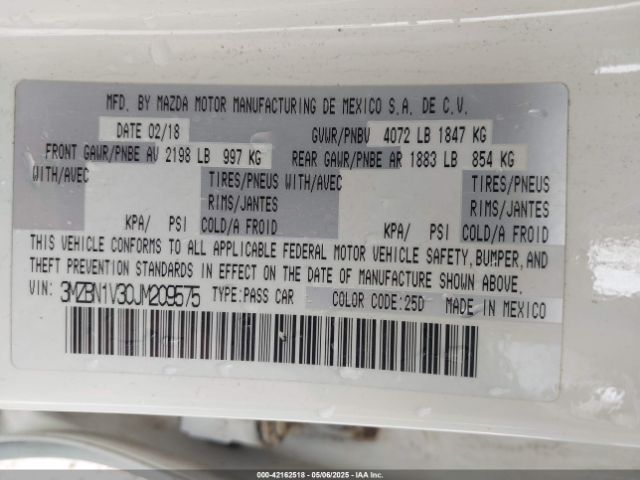 MFD. BY MAZDA MOTOR MANUFACTURING DE MEXICO S.A. DE C.V.
DATE 02/18 GVWR/PNBV 4072 LB 1847 KG
FRONT GAWR/PNBE AV 2198 LB 997 KG REAR GAWR/PNBE AR 1883 LB 854 KG
WITH/AVEC TIRES/PNEUS WITH/AVEC TIRES/PNEUS
RIMS/JANTES RIMS/JANTES
KPA/ PSI COLD/A FROID KPA/ PSI COLD/A FROID
THIS VEHICLE CONFORMS TO ALL APPLICABLE FEDERAL MOTOR VEHICLE SAFETY, BUMPER, AND
THEFT PREVENTION STANDARDS IN EFFECT ON THE DATE OF MANUFACTURE SHOWN ABOVE.
VIN: 3MZBN1V30JM209575 TYPE:PASS CAR COLOR CODE:25D MADE IN MEXICO
000-42162518 - 05/06/2025 - IAA Inc.